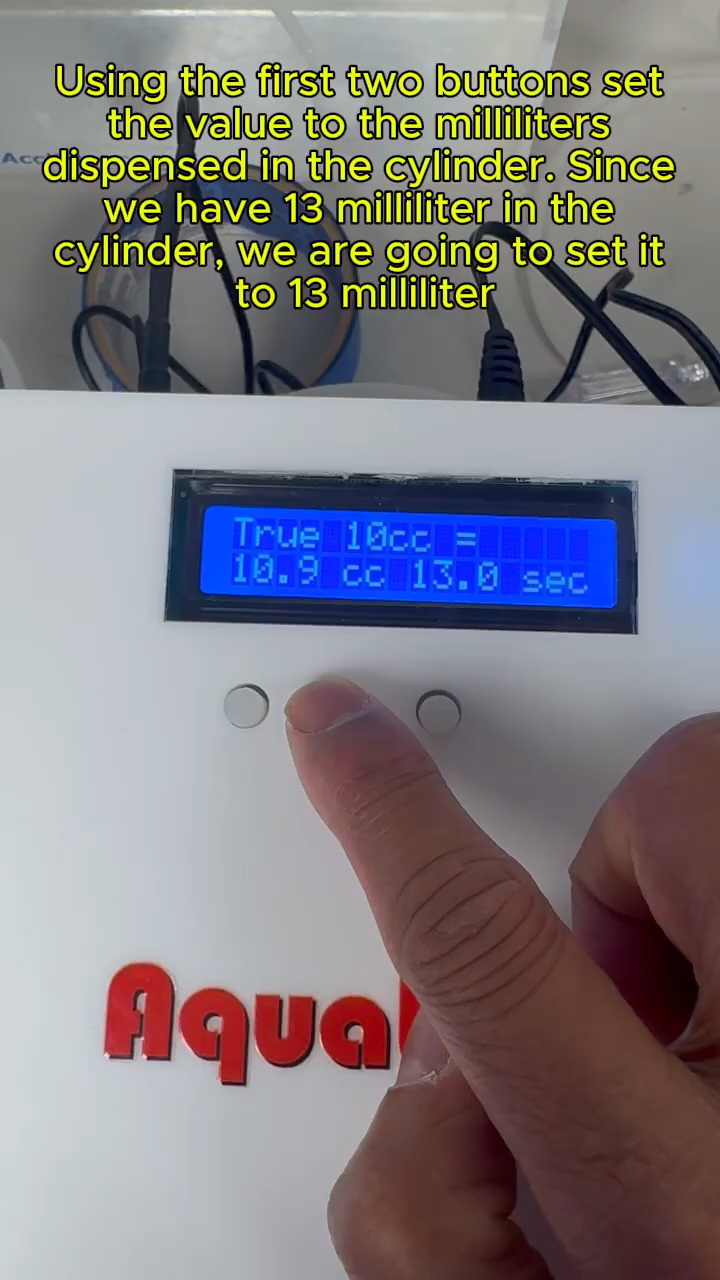 Using the first two buttons set
the value to the milliliters
dispensed in the cylinder. Since
we have 13 milliliter in the
cylinder, we are going to set it
to 13 milliliter
True 10cc =
10.9 cc 13.0 sec
Aqua